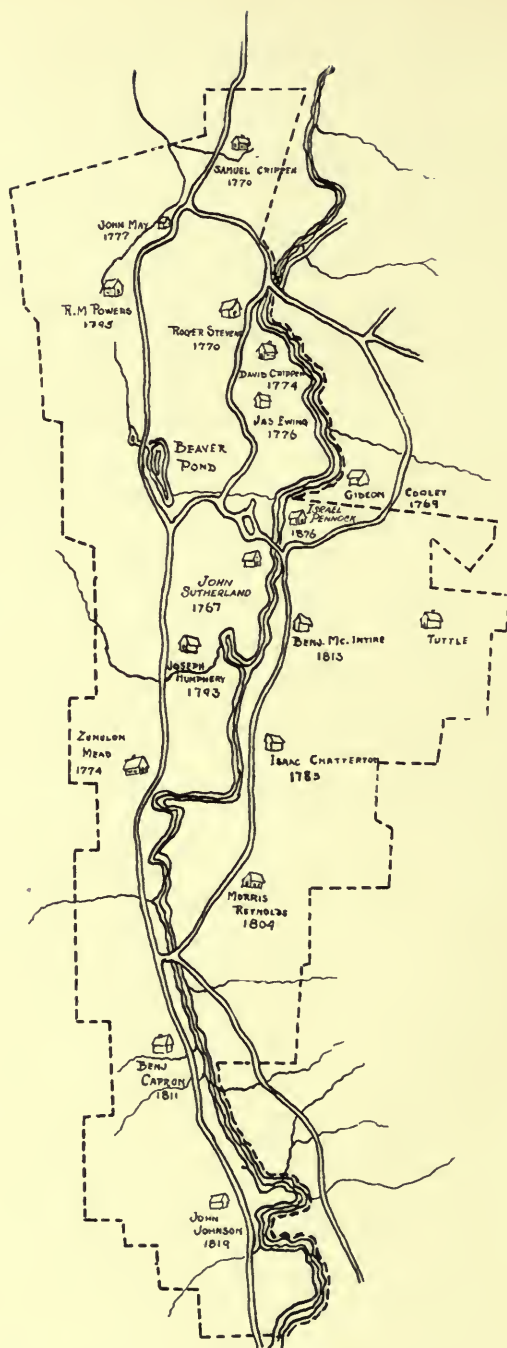 SAMUEL CRIPPEN
1770
JOHN MAY
1777
R.M POWERS
1795
ROGER STEVENS
1770
DAVID CRIPPEN
1774
JAS EWING
1776
BEAVER
POND
GIDEON COOLEY
1769
ISRAEL
PENNOCK
1876
JOHN
SUTHERLAND
1767
BENJ. MC. INTIRE
1813
TUTTLE
JOSEPH
HUMPHERY
1793
ZEBULON
MEAD
1774
ISAAC CHATTERTON
1783
MORRIS
REYNOLDS
1804
BENJ
CAPRON
1811
JOHN
JOHNSON
1819